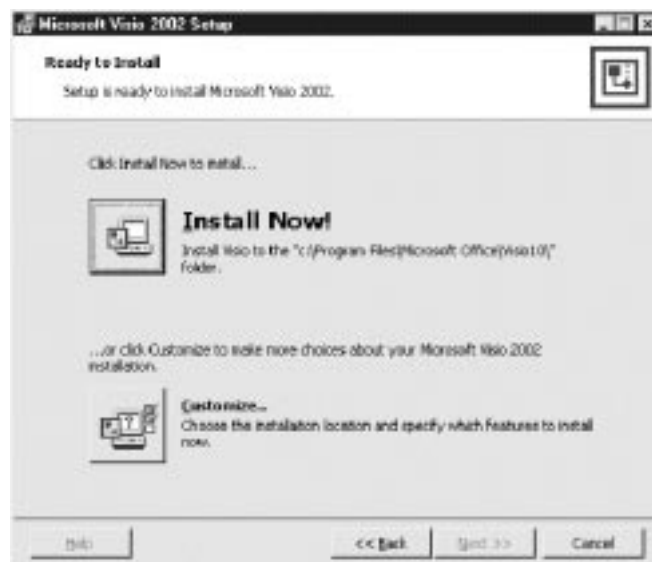 Microsoft Visio 2002 Setup
Ready to Install
Setup is ready to install Microsoft Visio 2002.
Click Install Now to install...
Install Now!
Install Visio to the "c:\Program Files\Microsoft Office\Visio10\"
folder.
...or click Customize to make more choices about your Microsoft Visio 2002
installation.
Customize...
Choose the installation location and specify which features to install
now.
Help
<< Back
Next >>
Cancel